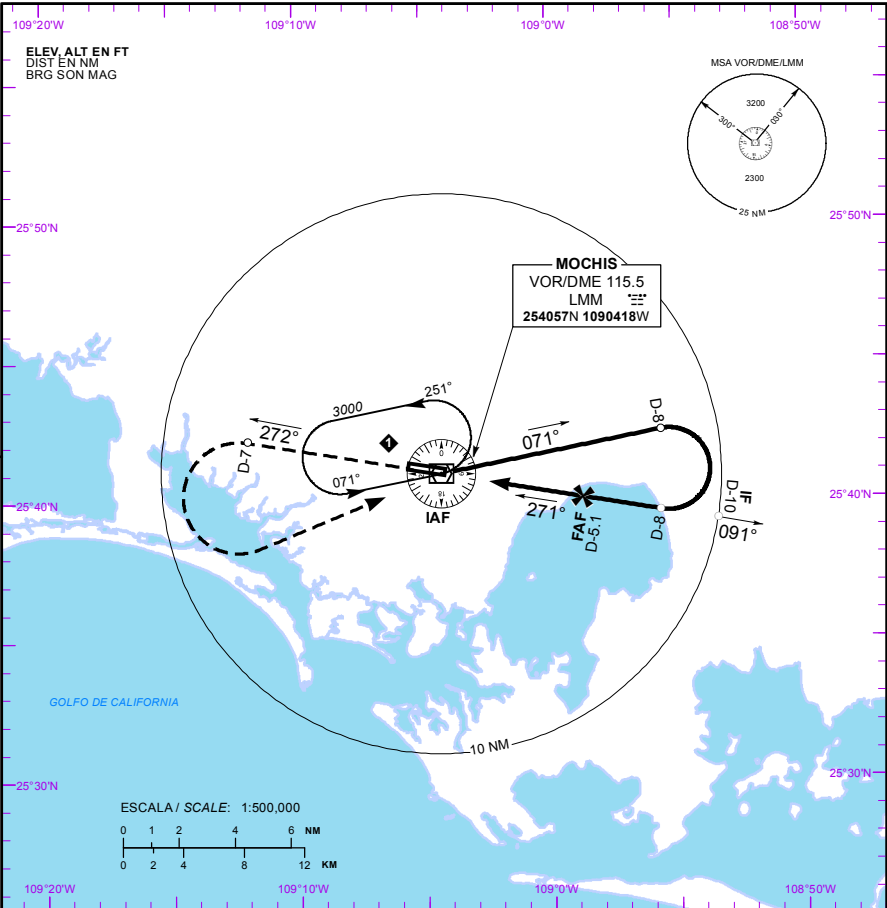 109°20'W
109°10'W
109°0'W
108°50'W
ELEV, ALT EN FT
DIST EN NM
BRG SON MAG
MSA VOR/DME/LMM
3200
300°
030°
2300
25 NM
25°50'N
25°50'N
MOCHIS
VOR/DME 115.5
LMM
254057N 1090418W
251°
3000
272°
D-7
1
071°
0
18
IAF
071°
D-8
271°
FAF
D-5.1
D-8
IF
D-10
091°
25°40'N
25°40'N
GOLFO DE CALIFORNIA
10 NM
25°30'N
25°30'N
ESCALA / SCALE: 1:500,000
0 1 2 4 6 NM
0 2 4 8 12 KM
109°20'W
109°10'W
109°0'W
108°50'W